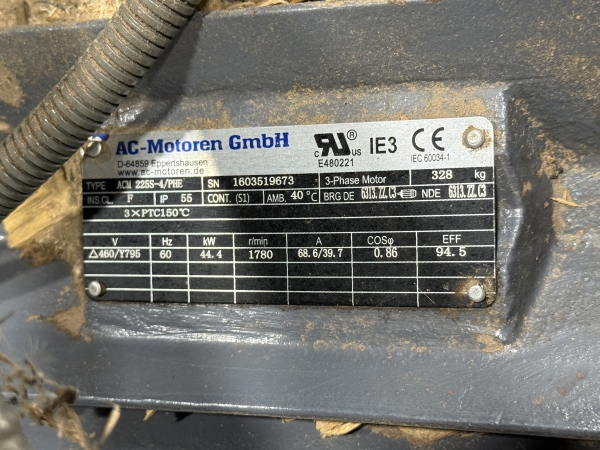 AC-Motoren GmbH c RU ® US IE3 CE
D-64859 Eppertshausen E480221 IEC 60034-1
www.ac-motoren.de
TYPE ACM 225S-4/PHE SN 1603519673 3-Phase Motor 328 kg
INS.CL. F IP 55 CONT. (S1) AMB. 40 °C BRG DE 6313.ZZ.C3 NDE 6313.ZZ.C3
3×PTC150℃
V Hz kW r/min A COSφ EFF
△460/Y795 60 44.4 1780 68.6/39.7 0.86 94.5